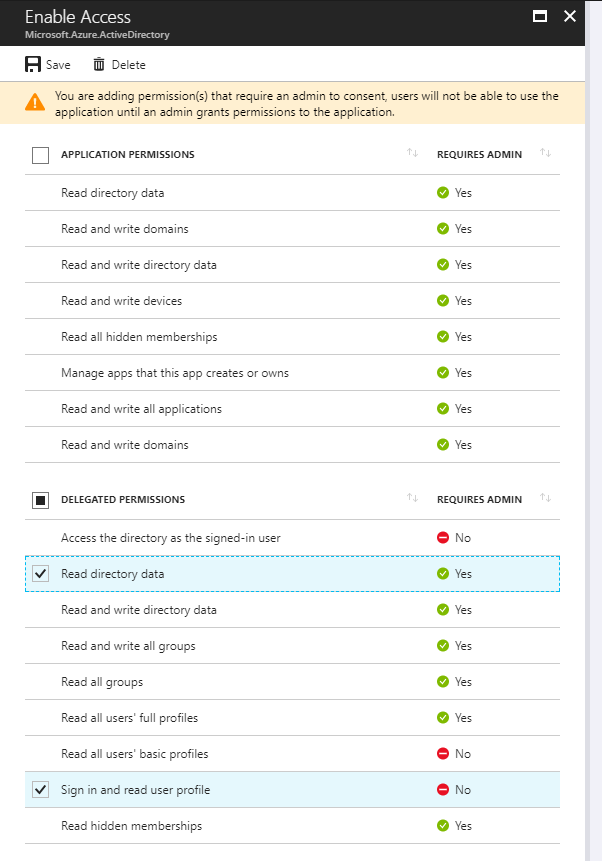 Enable Access
Microsoft.Azure.ActiveDirectory
Save Delete
You are adding permission(s) that require an admin to consent, users will not be able to use the
application until an admin grants permissions to the application.
APPLICATION PERMISSIONS REQUIRES ADMIN
Read directory data Yes
Read and write domains Yes
Read and write directory data Yes
Read and write devices Yes
Read all hidden memberships Yes
Manage apps that this app creates or owns Yes
Read and write all applications Yes
Read and write domains Yes
DELEGATED PERMISSIONS REQUIRES ADMIN
Access the directory as the signed-in user No
Read directory data Yes
Read and write directory data Yes
Read and write all groups Yes
Read all groups Yes
Read all users' full profiles Yes
Read all users' basic profiles No
Sign in and read user profile No
Read hidden memberships Yes